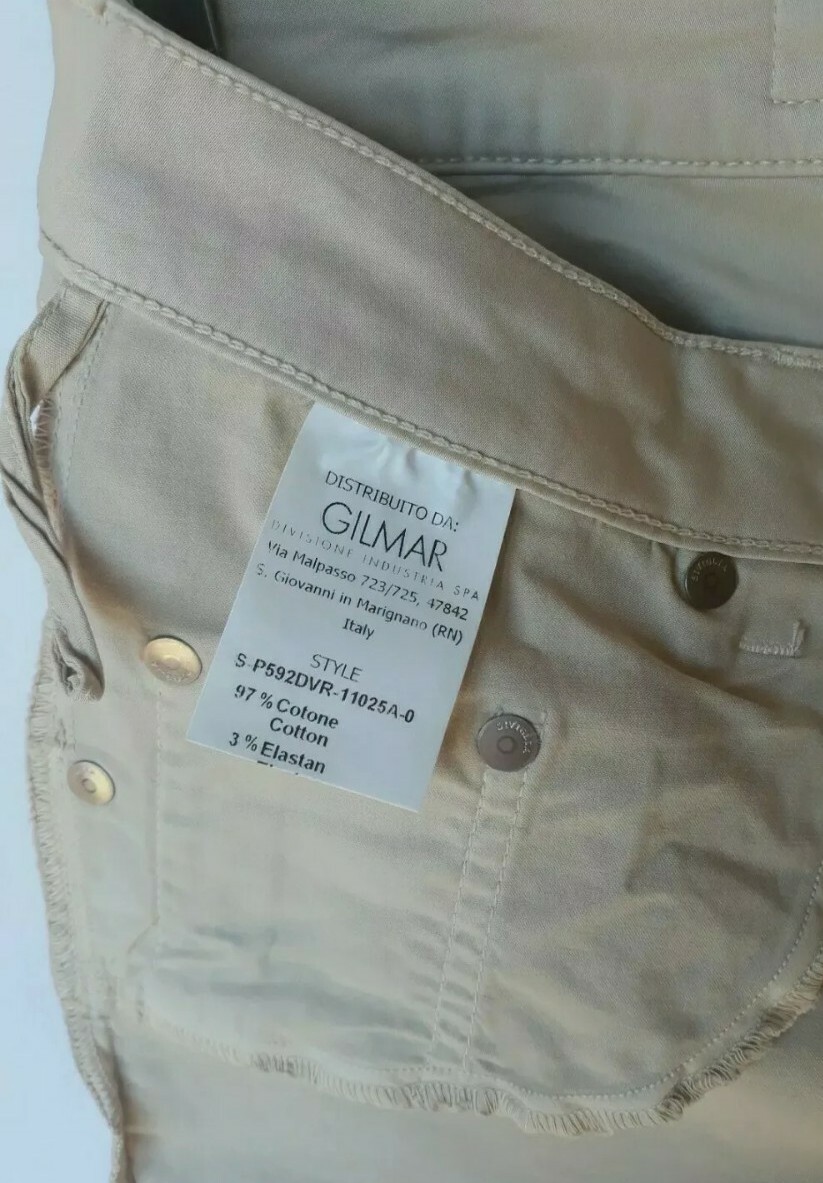 DISTRIBUITO DA:
GILMAR
DIVISIONE INDUSTRIA SPA
Via Malpasso 723/725, 47842
S. Giovanni in Marignano (RN)
Italy
STYLE
S-P592DVR-11025A-0
97 % Cotone
Cotton
3 % Elastan